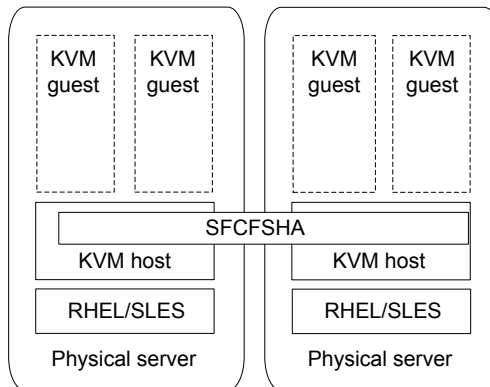 KVM
guest
KVM
guest
KVM
guest
KVM
guest
SFCFSHA
KVM host
KVM host
RHEL/SLES
RHEL/SLES
Physical server
Physical server